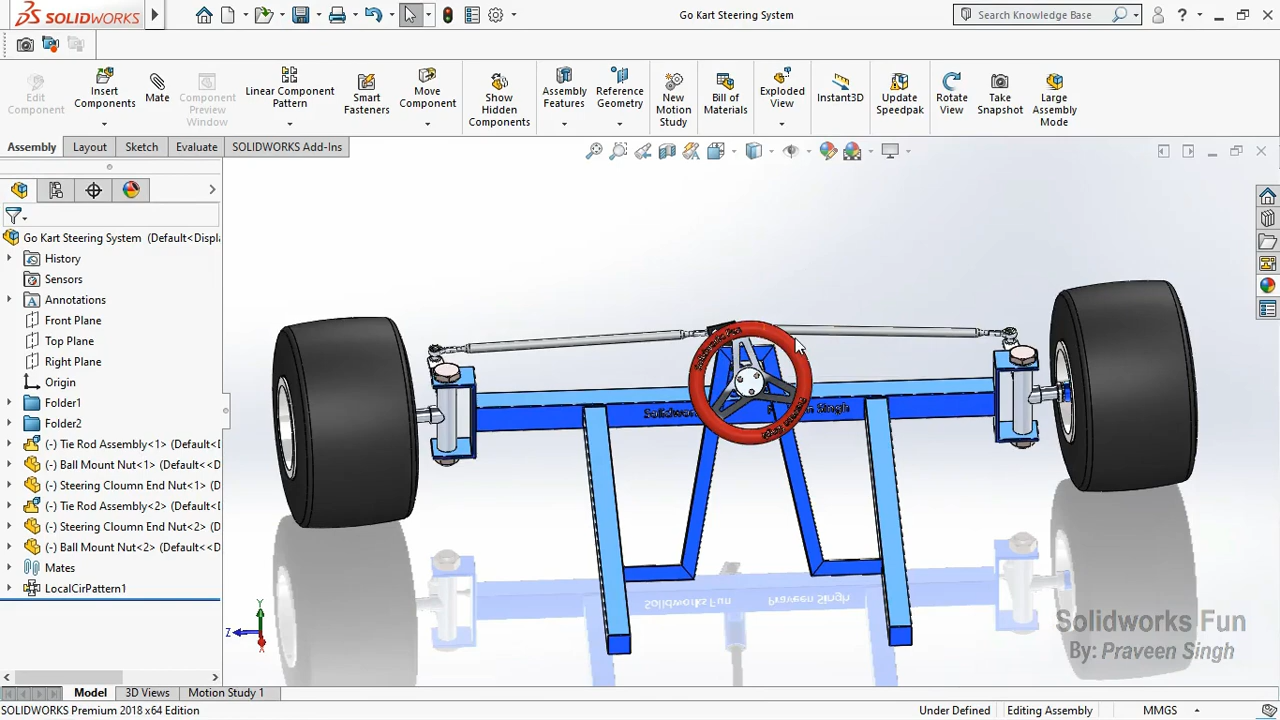 SOLIDWORKS
Go Kart Steering System
Search Knowledge Base
?
Edit Component
Insert Components
Mate
Component Preview Window
Linear Component Pattern
Smart Fasteners
Move Component
Show Hidden Components
Assembly Features
Reference Geometry
New Motion Study
Bill of Materials
Exploded View
Instant3D
Update Speedpak
Rotate View
Take Snapshot
Large Assembly Mode
Assembly
Layout
Sketch
Evaluate
SOLIDWORKS Add-Ins
Go Kart Steering System (Default<Displ
History
Sensors
Annotations
Front Plane
Top Plane
Right Plane
Origin
Folder1
Folder2
(-) Tie Rod Assembly<1> (Default<D
(-) Ball Mount Nut<1> (Default<<D
(-) Steering Cloumn End Nut<1> (
(-) Tie Rod Assembly<2> (Default<D
(-) Steering Cloumn End Nut<2> (
(-) Ball Mount Nut<2> (Default<<D
Mates
LocalCirPattern1
Y
Z
X
Solidworks Fun
By: Praveen Singh
Model
3D Views
Motion Study 1
SOLIDWORKS Premium 2018 x64 Edition
Under Defined
Editing Assembly
MMGS